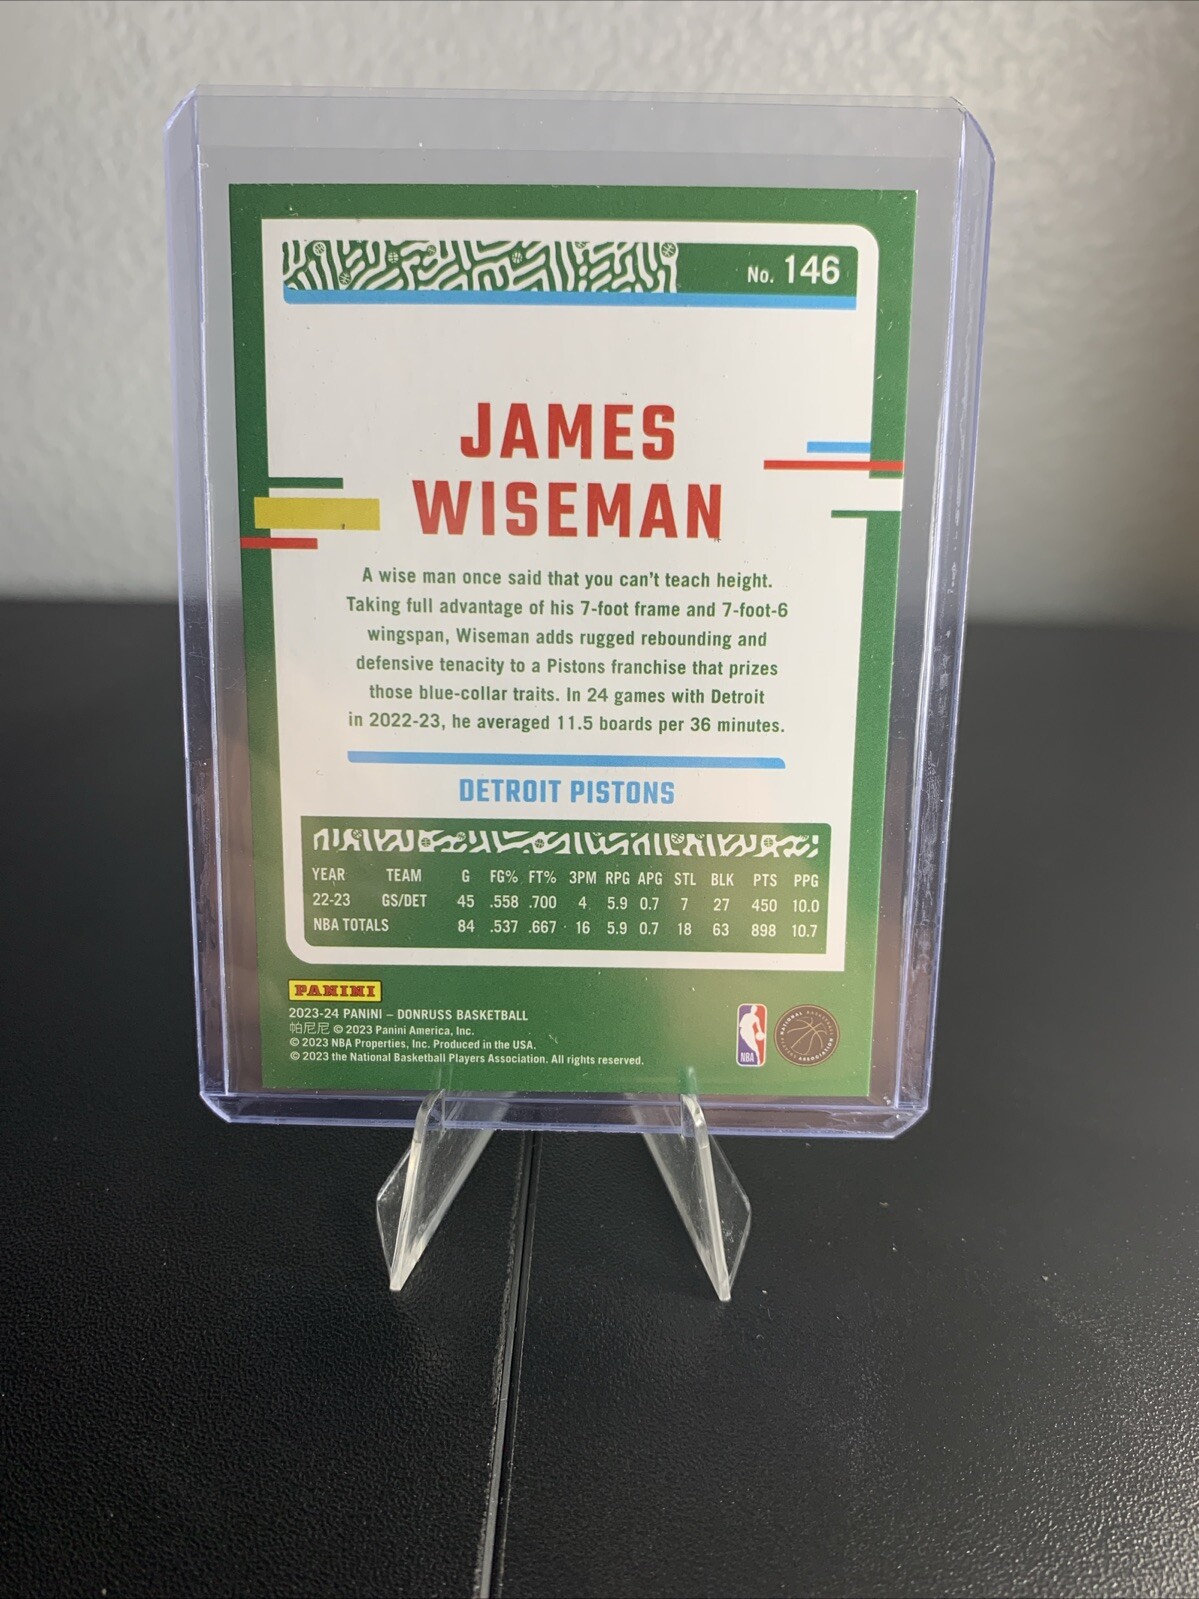 No. 146
JAMES
WISEMAN
A wise man once said that you can't teach height.
Taking full advantage of his 7-foot frame and 7-foot-6
wingspan, Wiseman adds rugged rebounding and
defensive tenacity to a Pistons franchise that prizes
those blue-collar traits. In 24 games with Detroit
in 2022-23, he averaged 11.5 boards per 36 minutes.
DETROIT PISTONS
YEAR TEAM G FG% FT% 3PM RPG APG STL BLK PTS PPG
22-23 GS/DET 45 .558 .700 4 5.9 0.7 7 27 450 10.0
NBA TOTALS 84 .537 .667 16 5.9 0.7 18 63 898 10.7
PANINI
2023-24 PANINI – DONRUSS BASKETBALL
帕尼尼 © 2023 Panini America, Inc.
© 2023 NBA Properties, Inc. Produced in the USA.
© 2023 the National Basketball Players Association. All rights reserved.
NBA
NATIONAL BASKETBALL PLAYERS ASSOCIATION